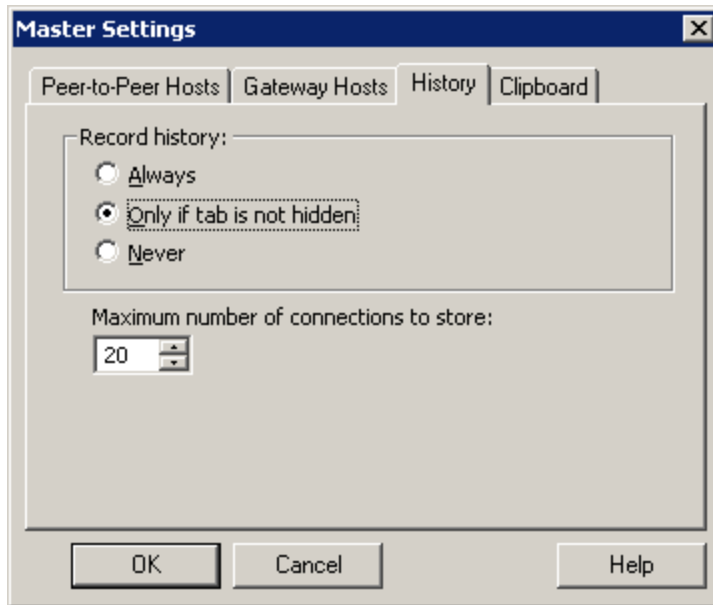 Master Settings
Peer-to-Peer Hosts Gateway Hosts History Clipboard
Record history:
Always
Only if tab is not hidden
Never
Maximum number of connections to store:
20
OK Cancel Help